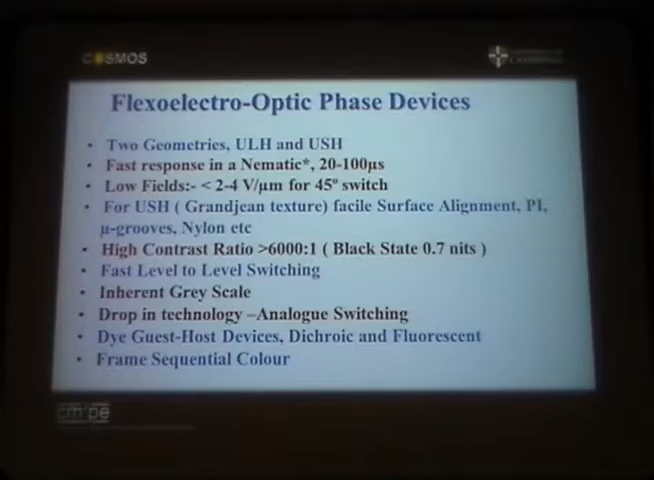 COSMOS
Flexoelectro-Optic Phase Devices
• Two Geometries, ULH and USH
• Fast response in a Nematic*, 20-100µs
• Low Fields:- < 2-4 V/µm for 45º switch
• For USH ( Grandjean texture) facile Surface Alignment, PI,
µ-grooves, Nylon etc
• High Contrast Ratio >6000:1 ( Black State 0.7 nits )
• Fast Level to Level Switching
• Inherent Grey Scale
• Drop in technology –Analogue Switching
• Dye Guest-Host Devices, Dichroic and Fluorescent
• Frame Sequential Colour